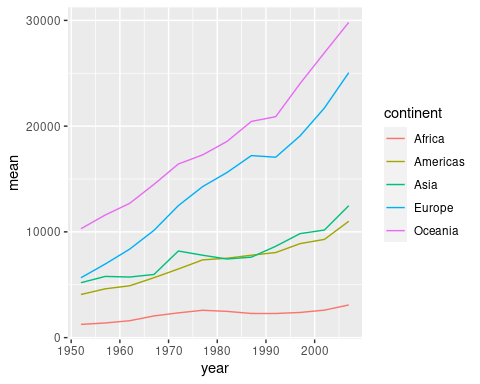 30000
20000
10000
0
mean
1950
1960
1970
1980
1990
2000
year
continent
Africa
Americas
Asia
Europe
Oceania